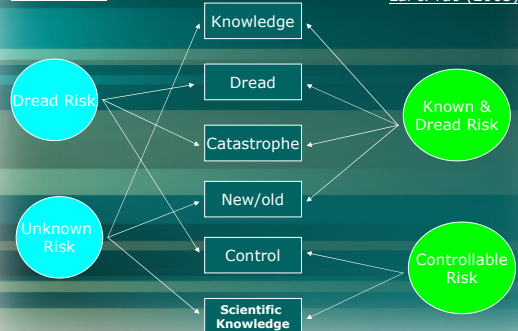 Knowledge
Dread
Catastrophe
New/old
Control
Scientific
Knowledge
Dread Risk
Unknown
Risk
Known &
Dread Risk
Controllable
Risk